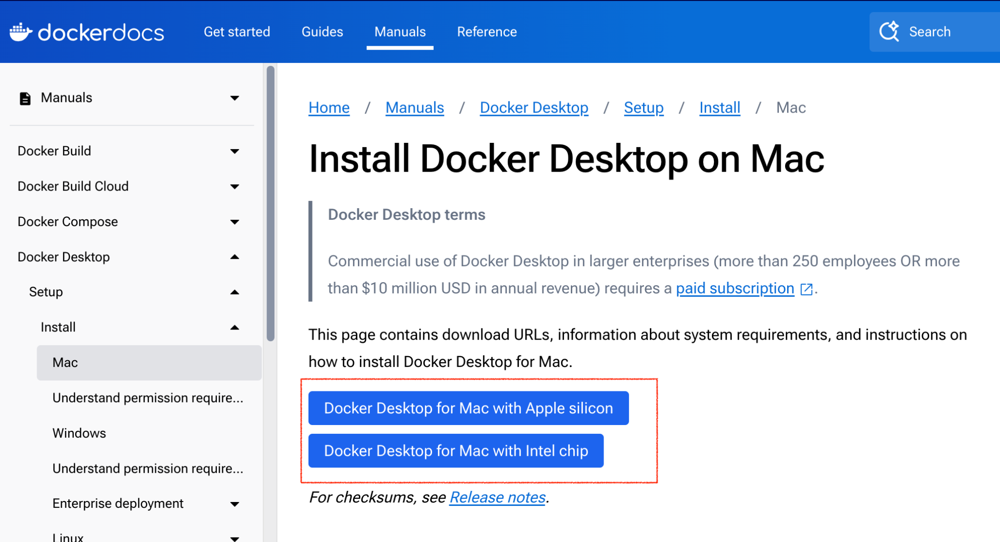 dockerdocs
Get started
Guides
Manuals
Reference
Search
Manuals
Docker Build
Docker Build Cloud
Docker Compose
Docker Desktop
Setup
Install
Mac
Understand permission require...
Windows
Understand permission require...
Enterprise deployment
Linux
Home / Manuals / Docker Desktop / Setup / Install / Mac
Install Docker Desktop on Mac
Docker Desktop terms
Commercial use of Docker Desktop in larger enterprises (more than 250 employees OR more
than $10 million USD in annual revenue) requires a paid subscription.
This page contains download URLs, information about system requirements, and instructions on
how to install Docker Desktop for Mac.
Docker Desktop for Mac with Apple silicon
Docker Desktop for Mac with Intel chip
For checksums, see Release notes.